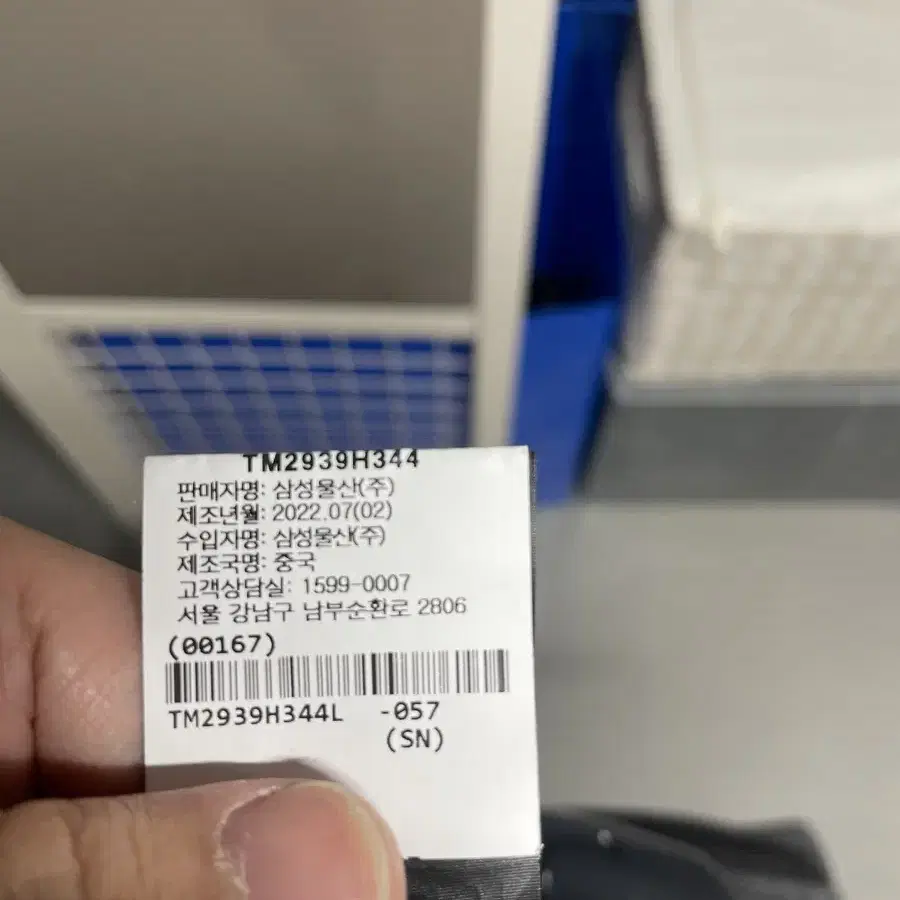 TM2939H344
판매자명: 삼성물산(주)
제조년월: 2022.07(02)
수입자명: 삼성물산(주)
제조국명: 중국
고객상담실: 1599-0007
서울 강남구 남부순환로 2806
(00167)
TM2939H344L -057
(SN)